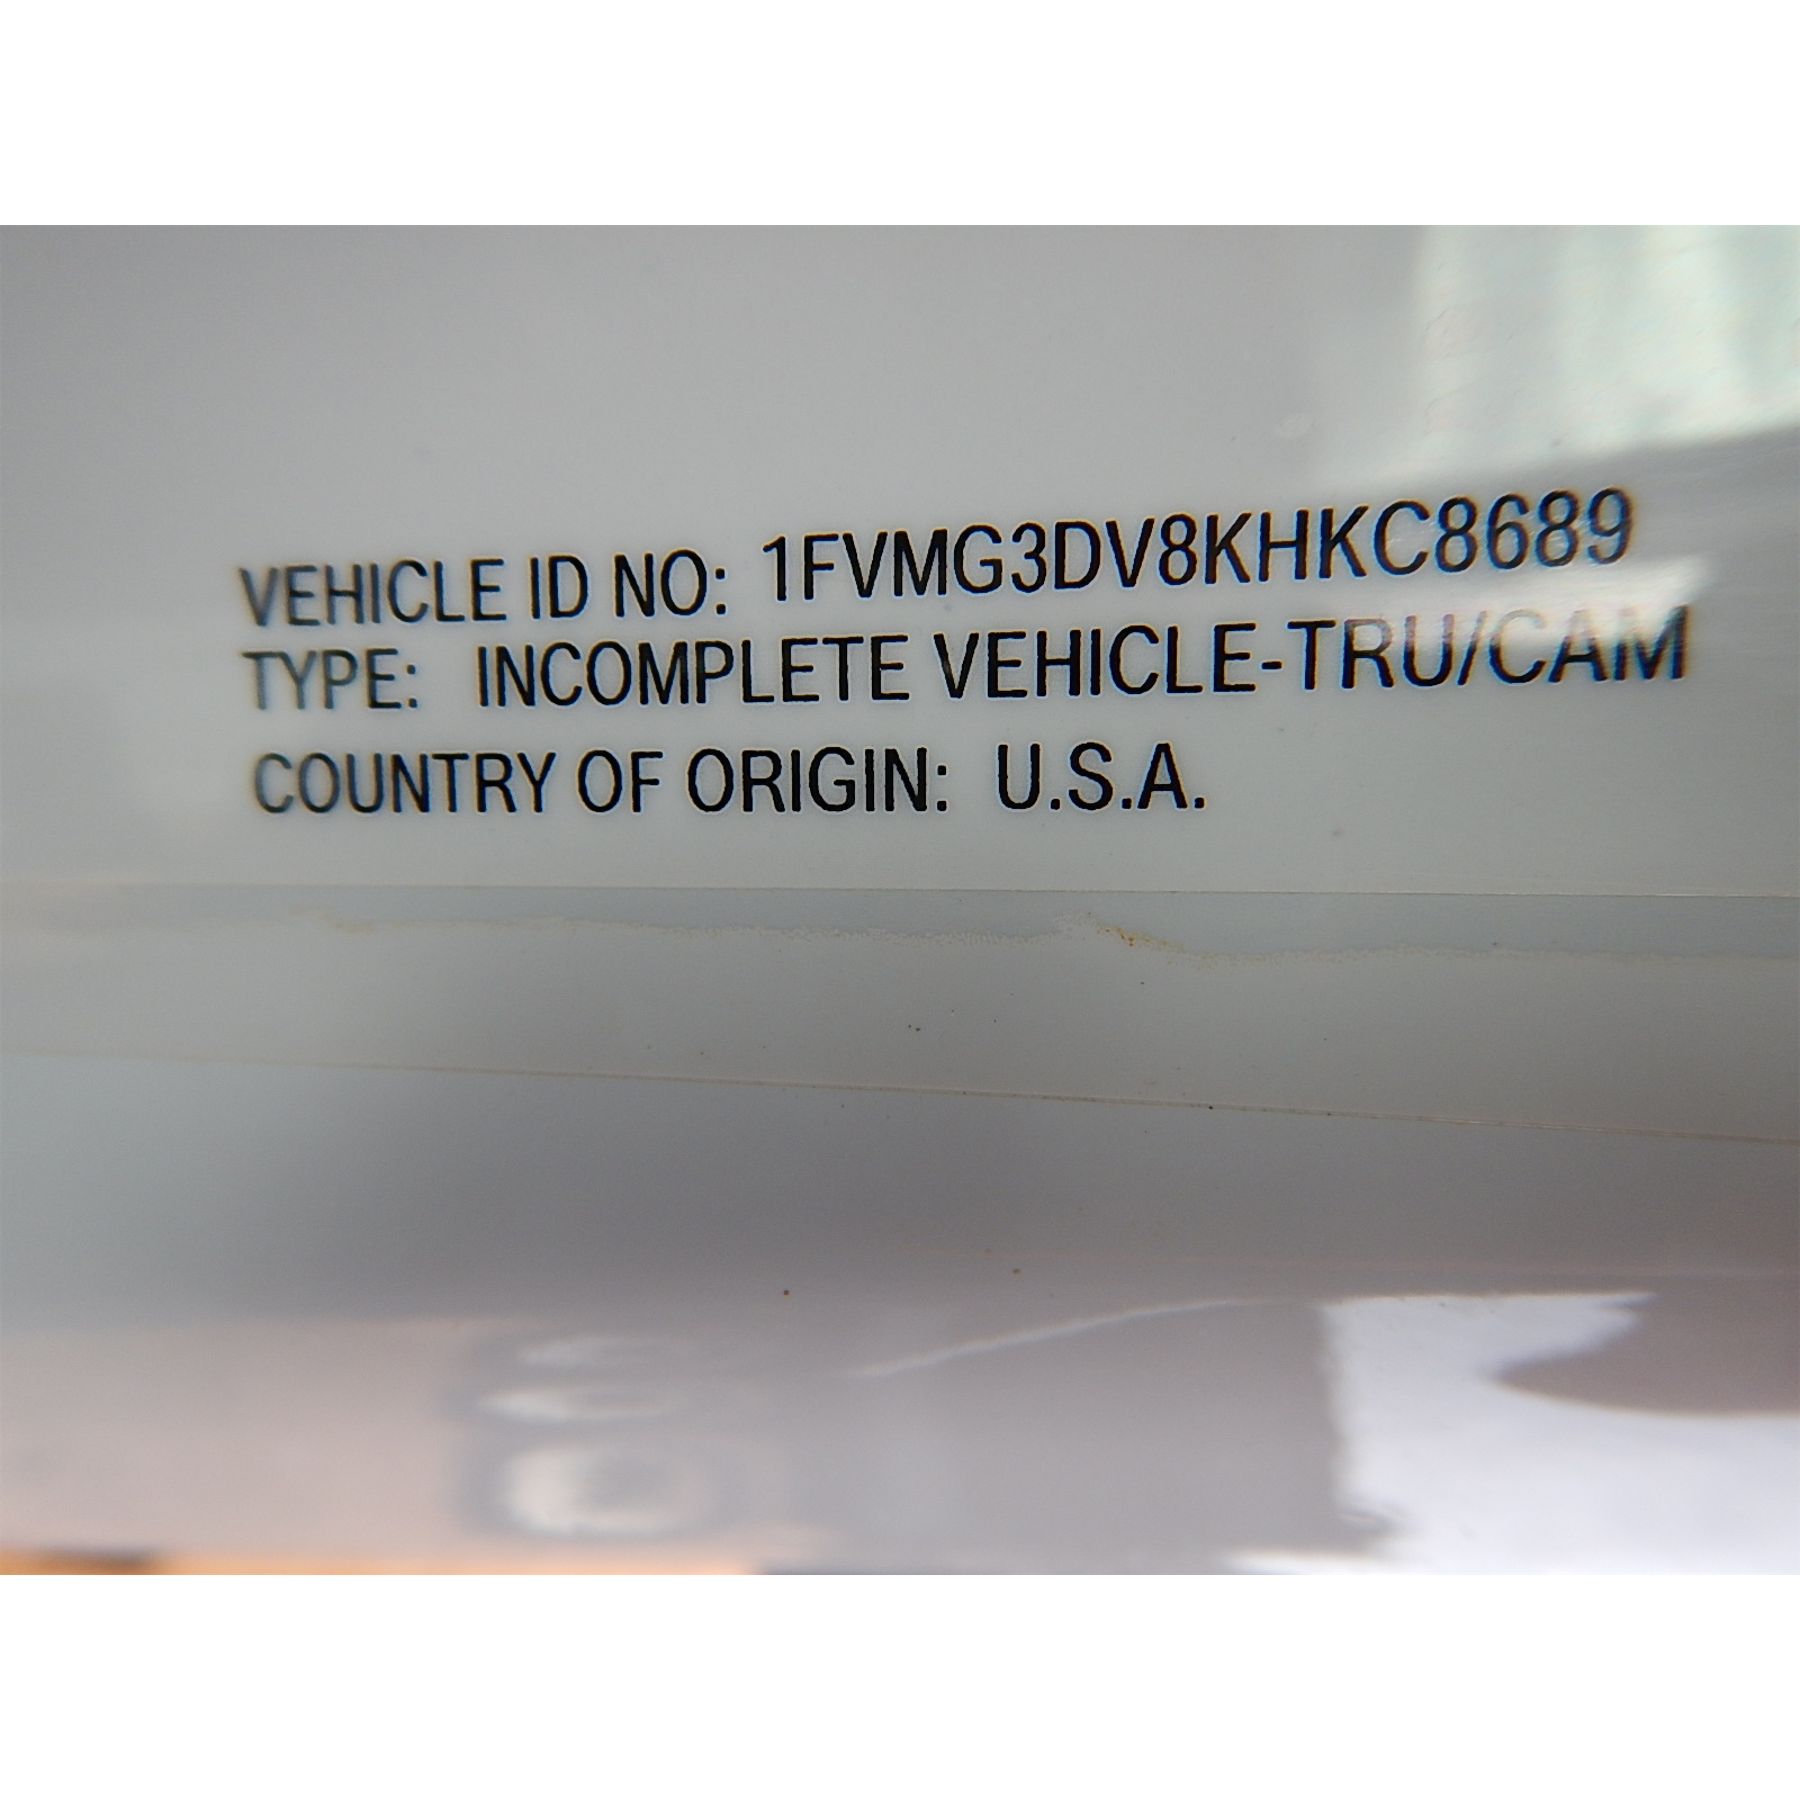 VEHICLE ID NO: 1FVMG3DV8KHKC8689
TYPE: INCOMPLETE VEHICLE-TRU/CAM
COUNTRY OF ORIGIN: U.S.A.